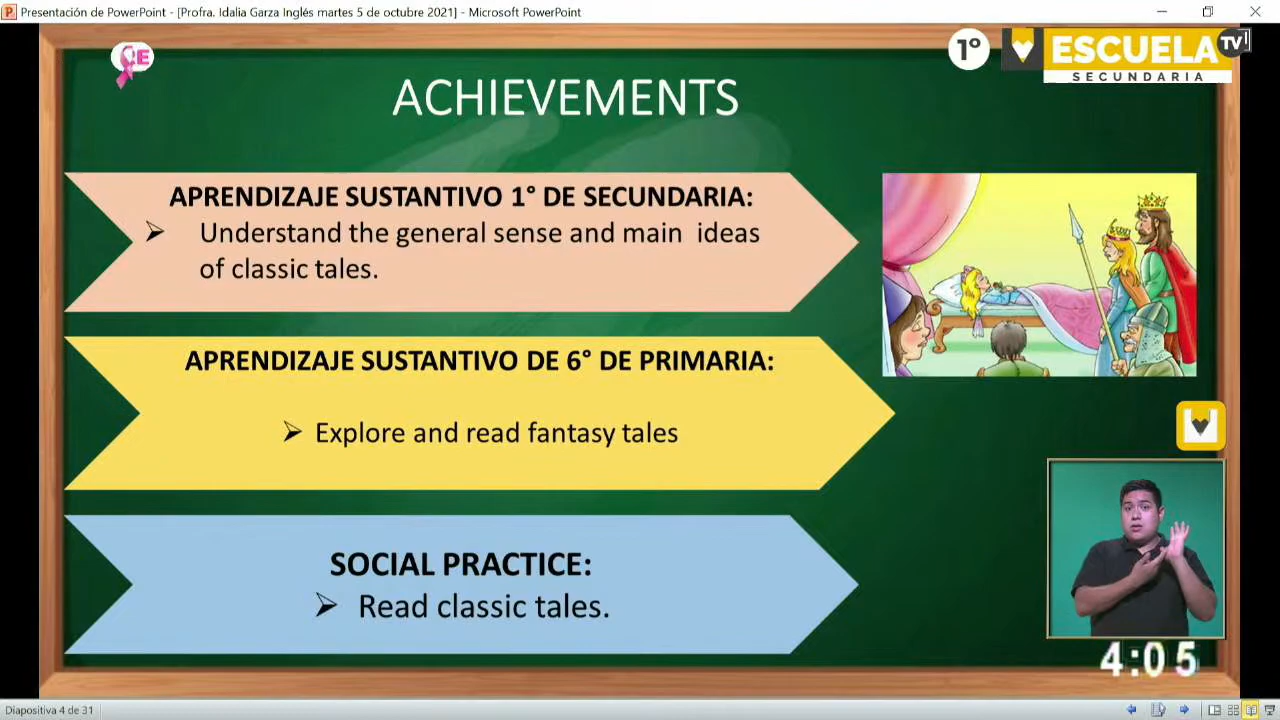 Presentación de PowerPoint - [Profra. Idalia Garza Inglés martes 5 de octubre 2021] - Microsoft PowerPoint
1°
ESCUELA TV
SECUNDARIA
ACHIEVEMENTS
APRENDIZAJE SUSTANTIVO 1° DE SECUNDARIA:
Understand the general sense and main ideas
of classic tales.
APRENDIZAJE SUSTANTIVO DE 6° DE PRIMARIA:
Explore and read fantasy tales
SOCIAL PRACTICE:
Read classic tales.
4:05
Diapositiva 4 de 31